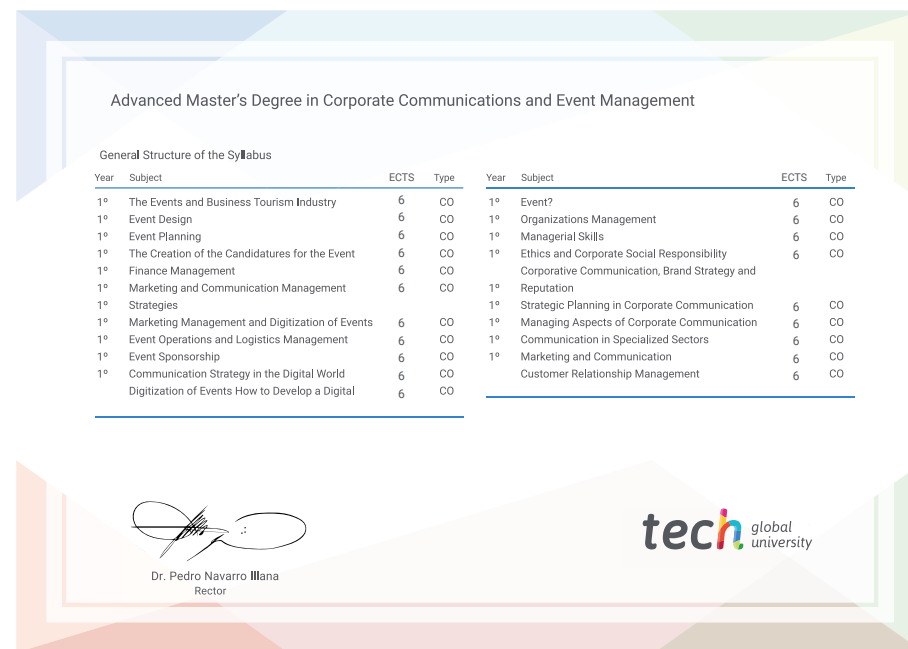 Advanced Master's Degree in Corporate Communications and Event Management
General Structure of the Syllabus
Year Subject ECTS Type
1º The Events and Business Tourism Industry 6 CO
1º Event Design 6 CO
1º Event Planning 6 CO
1º The Creation of the Candidatures for the Event 6 CO
1º Finance Management 6 CO
1º Marketing and Communication Management 6 CO
1º Strategies
1º Marketing Management and Digitization of Events 6 CO
1º Event Operations and Logistics Management 6 CO
1º Event Sponsorship 6 CO
1º Communication Strategy in the Digital World 6 CO
Digitization of Events How to Develop a Digital 6 CO
Year Subject ECTS Type
1º Event? 6 CO
1º Organizations Management 6 CO
1º Managerial Skills 6 CO
1º Ethics and Corporate Social Responsibility 6 CO
Corporative Communication, Brand Strategy and
1º Reputation
1º Strategic Planning in Corporate Communication 6 CO
1º Managing Aspects of Corporate Communication 6 CO
1º Communication in Specialized Sectors 6 CO
1º Marketing and Communication 6 CO
Customer Relationship Management 6 CO
Dr. Pedro Navarro Illana
Rector
tech global
university